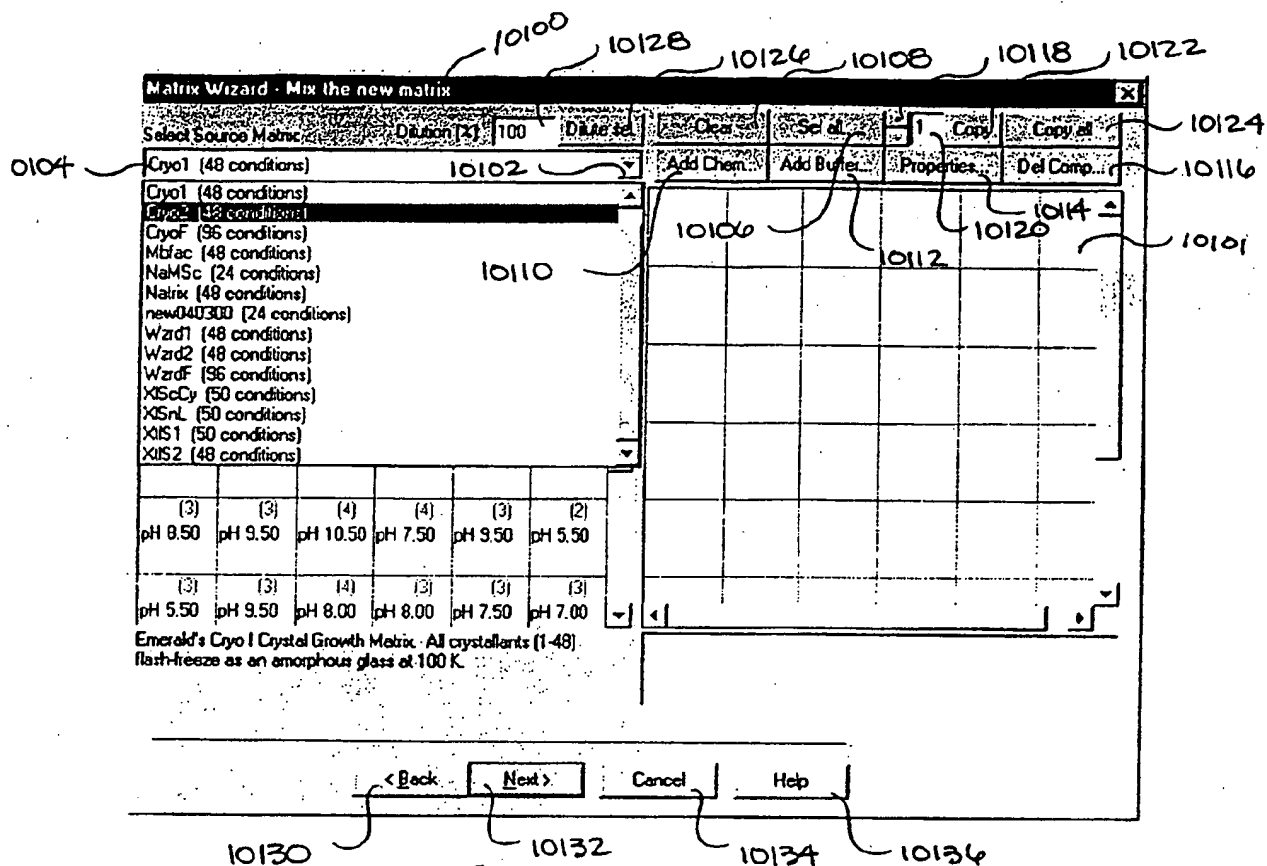 10100
10128
10126
10108
10118
10122
Matrix Wizard - Mix the new matrix
Select Source Matrix
Dilution (%)
100
Dilute sel.
Clear
Sel all
1
Copy
Copy all
10124
0104
Cryo1 (48 conditions)
10102
Add Chem...
Add Buffer...
Properties...
Del Comp...
10116
Cryo1 (48 conditions)
Cryo2 (48 conditions)
CryoF (96 conditions)
Mbfac (48 conditions)
NaMSc (24 conditions)
Natrix (48 conditions)
new040300 (24 conditions)
Wzrd1 (48 conditions)
Wzrd2 (48 conditions)
WzrdF (96 conditions)
XlScCy (50 conditions)
XlSnL (50 conditions)
XllS1 (50 conditions)
XllS2 (48 conditions)
10106
10114
10120
10112
10101
10110
(3) (3) (4) (4) (3) (2)
pH 8.50 pH 9.50 pH 10.50 pH 7.50 pH 9.50 pH 5.50
(3) (3) (4) (3) (3) (3)
pH 5.50 pH 9.50 pH 8.00 pH 8.00 pH 7.50 pH 7.00
Emerald's Cryo I Crystal Growth Matrix. All crystallants (1-48)
flash-freeze as an amorphous glass at 100 K.
< Back
Next >
Cancel
Help
10130
10132
10134
10136